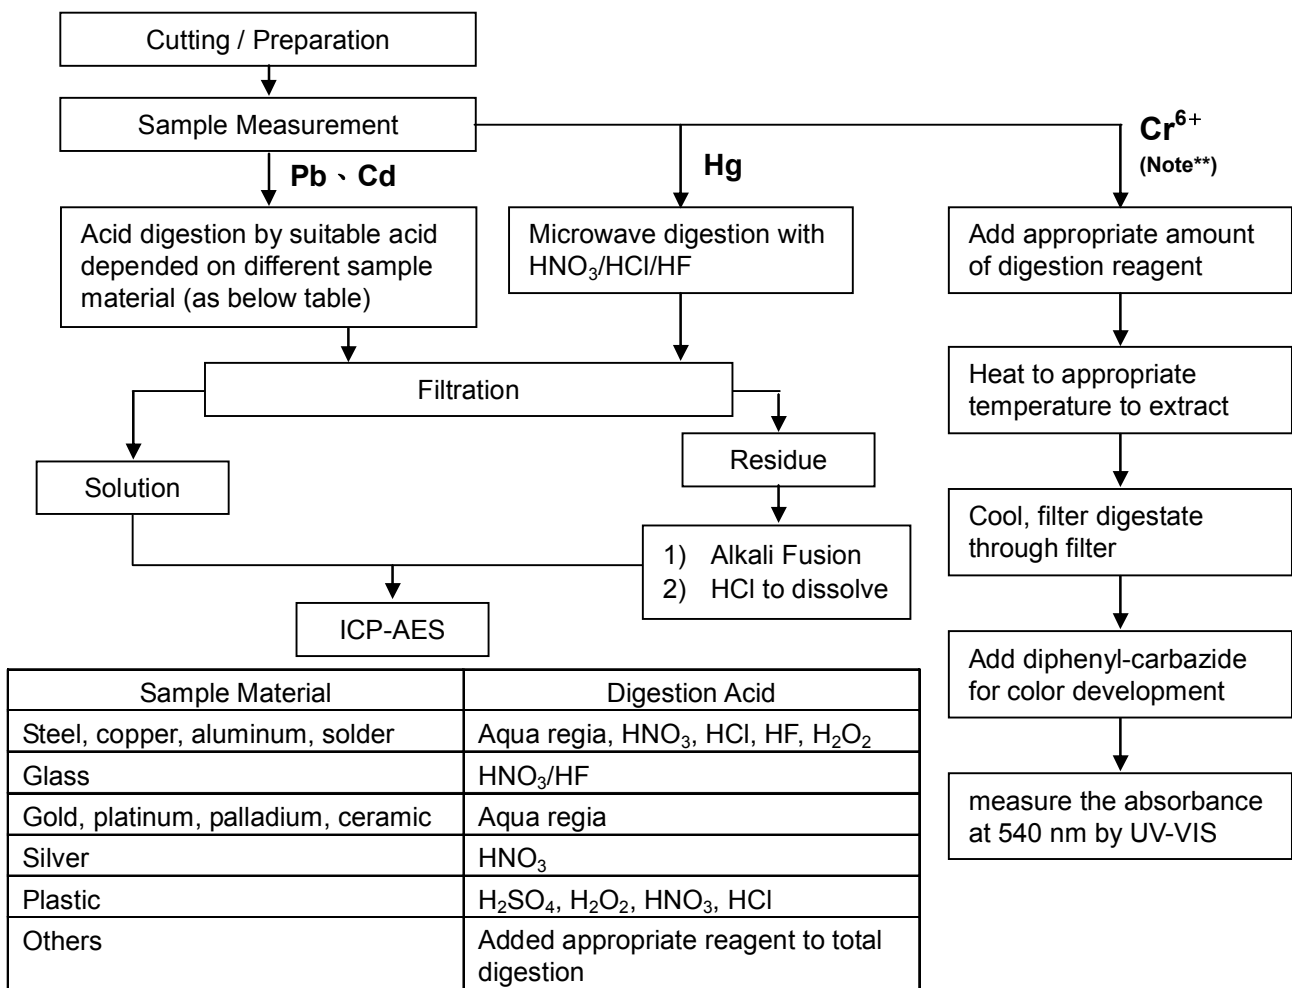 Cutting / Preparation
Sample Measurement
Pb、Cd
Hg
Cr⁶⁺
(Note**)
Acid digestion by suitable acid
depended on different sample
material (as below table)
Microwave digestion with
HNO₃/HCl/HF
Add appropriate amount
of digestion reagent
Filtration
Heat to appropriate
temperature to extract
Solution
Residue
Cool, filter digestate
through filter
1) Alkali Fusion
2) HCl to dissolve
ICP-AES
Add diphenyl-carbazide
for color development
measure the absorbance
at 540 nm by UV-VIS
Sample Material Digestion Acid
Steel, copper, aluminum, solder Aqua regia, HNO₃, HCl, HF, H₂O₂
Glass HNO₃/HF
Gold, platinum, palladium, ceramic Aqua regia
Silver HNO₃
Plastic H₂SO₄, H₂O₂, HNO₃, HCl
Others Added appropriate reagent to total
digestion